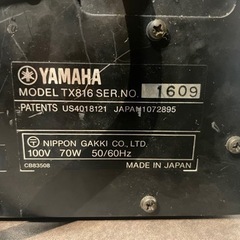 YAMAHA
MODEL TX816 SER.NO. 1609
PATENTS US4018121 JAPAN1072895
NIPPON GAKKI CO., LTD.
100V 70W 50/60Hz
CB83508 MADE IN JAPAN